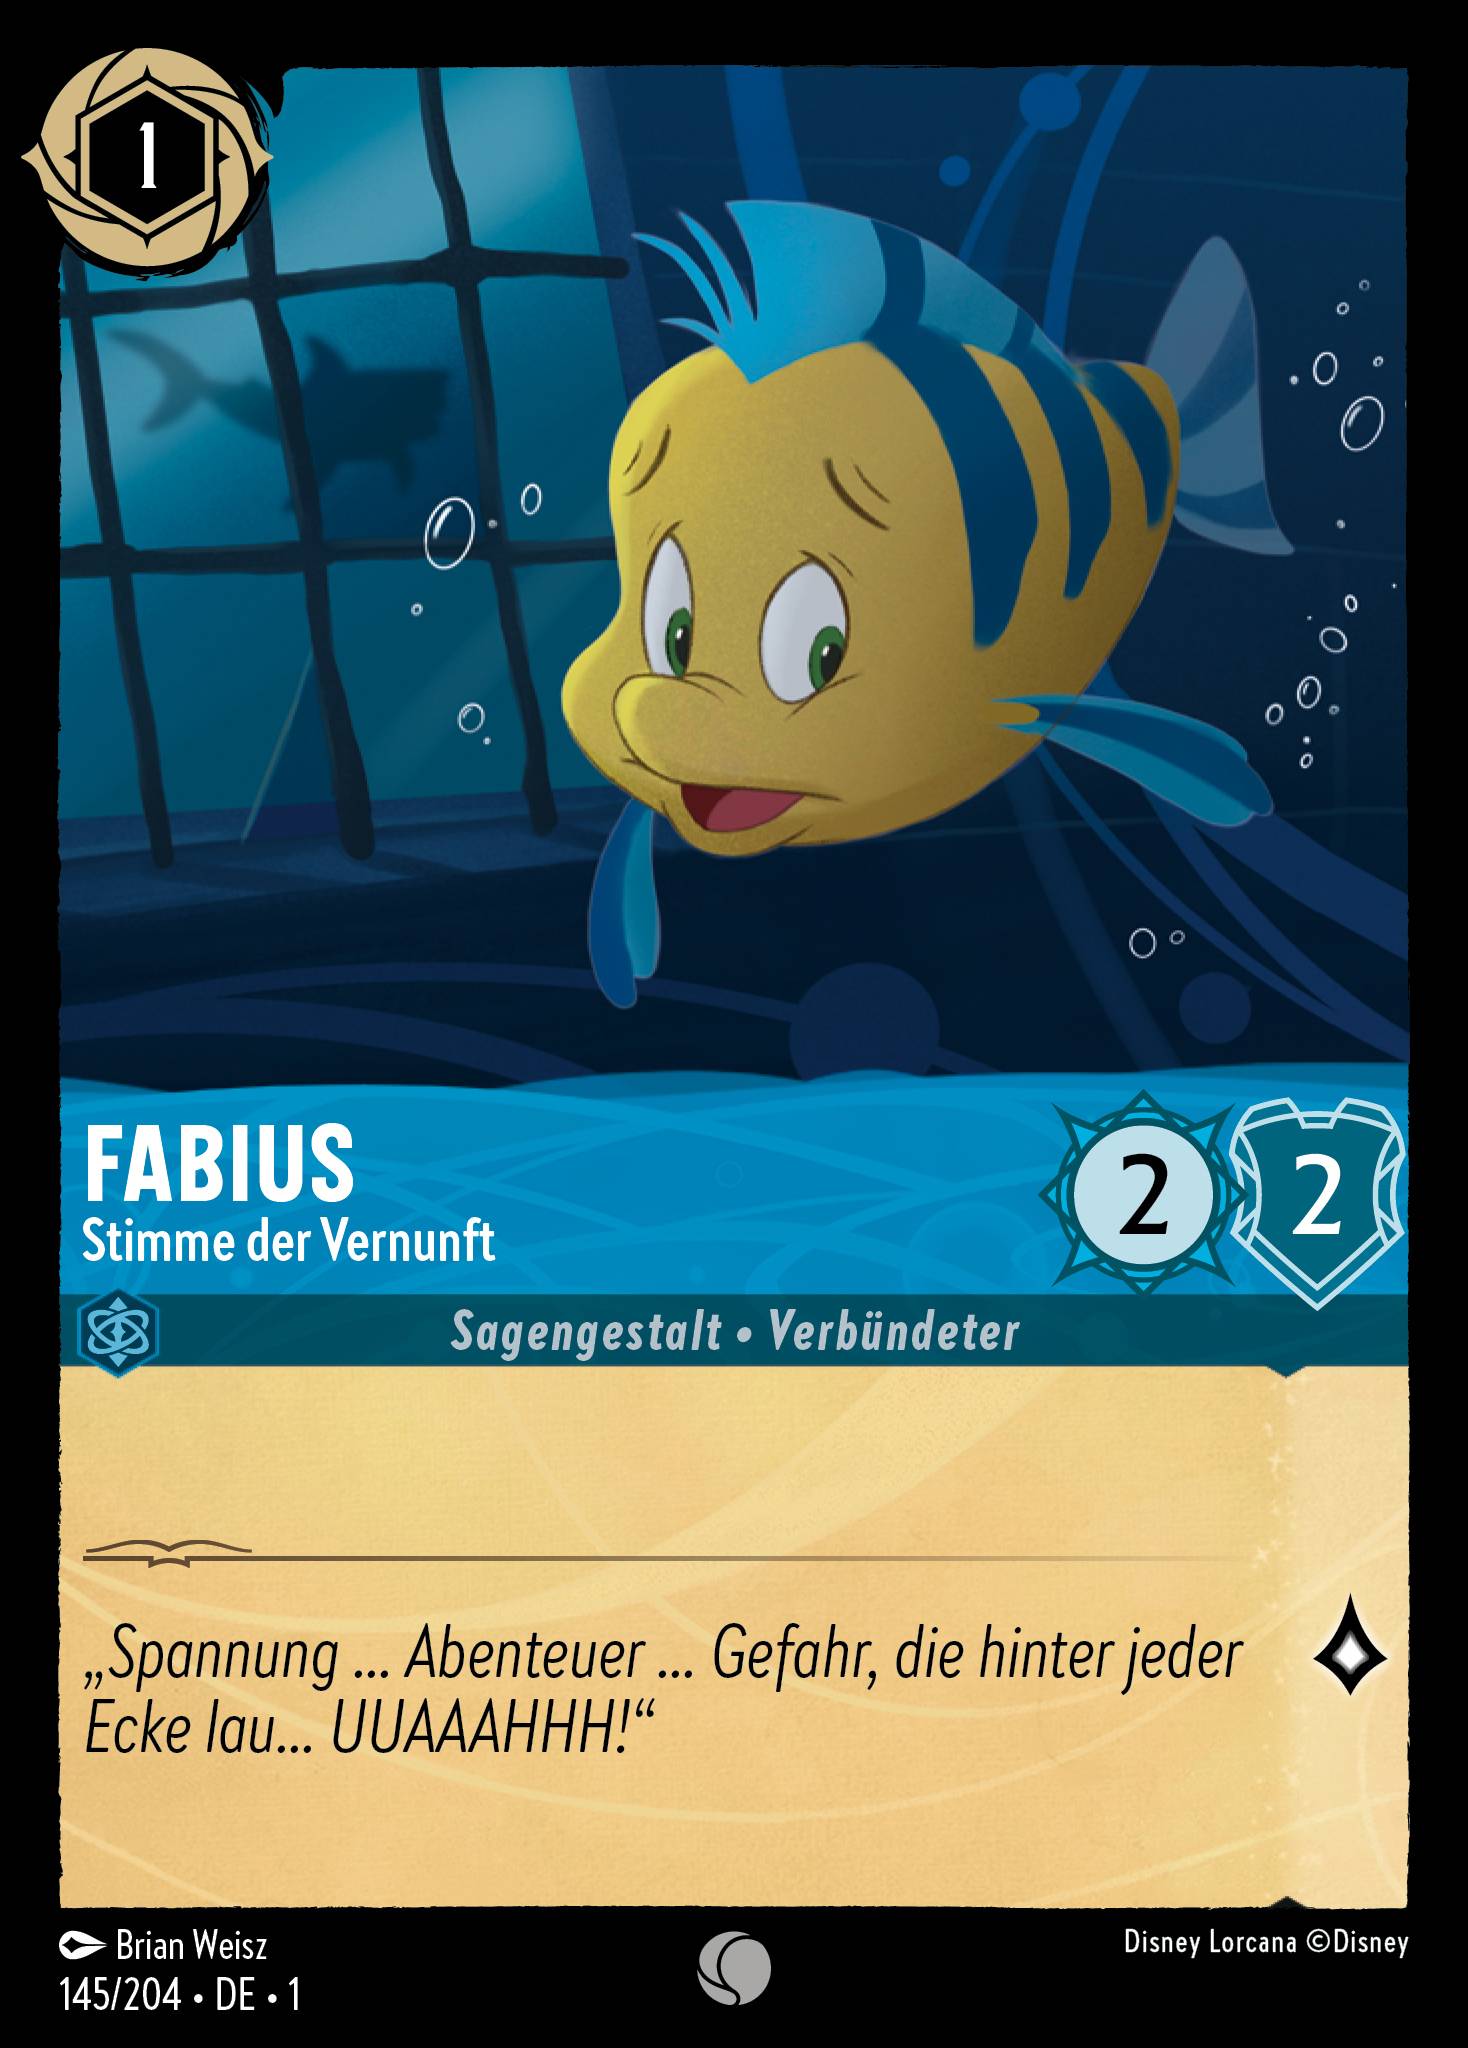 1
FABIUS
Stimme der Vernunft
2 2
Sagengestalt • Verbündeter
„Spannung ... Abenteuer ... Gefahr, die hinter jeder
Ecke lau... UUAAAHHH!“
Brian Weisz
Disney Lorcana ©Disney
145/204 • DE • 1